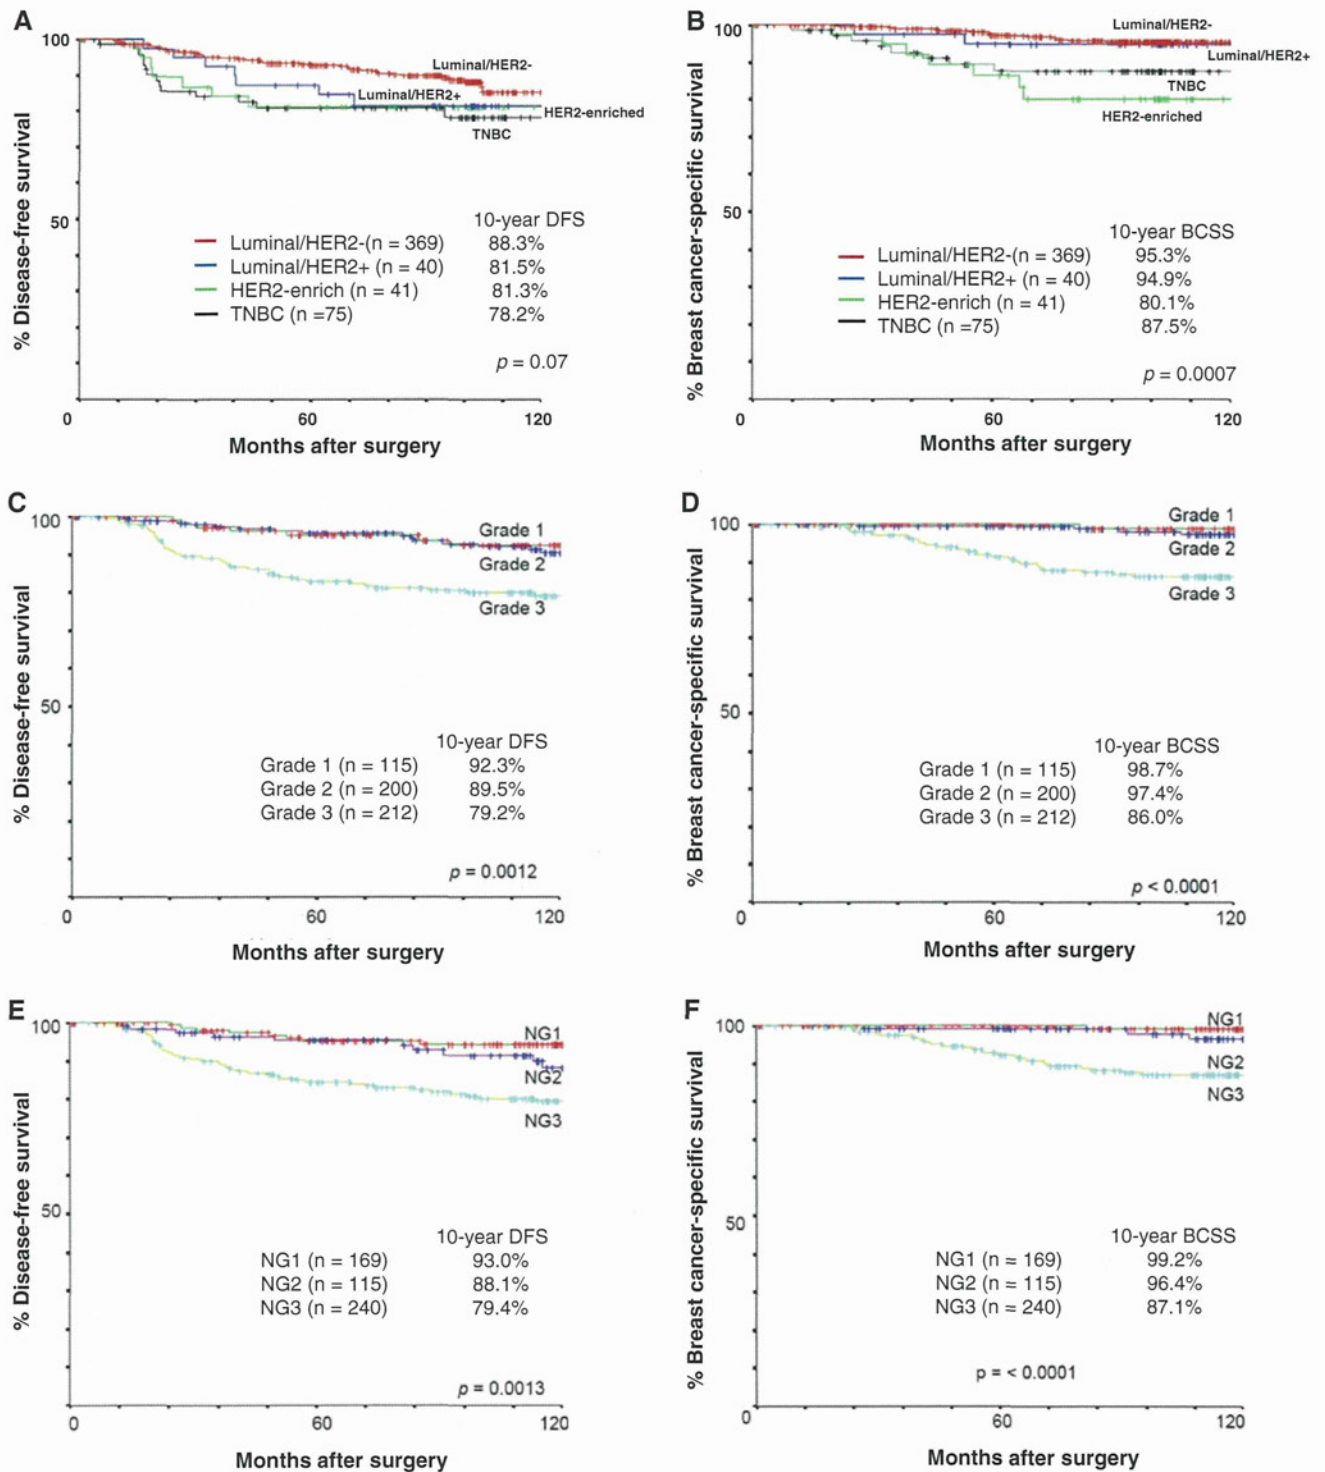 A
100
50
0
60
120
% Disease-free survival
Months after surgery
Luminal/HER2-
Luminal/HER2+
HER2-enriched
TNBC
10-year DFS
Luminal/HER2-(n = 369) 88.3%
Luminal/HER2+ (n = 40) 81.5%
HER2-enrich (n = 41) 81.3%
TNBC (n =75) 78.2%
p = 0.07
B
100
50
0
60
120
% Breast cancer-specific survival
Months after surgery
Luminal/HER2-
Luminal/HER2+
TNBC
HER2-enriched
10-year BCSS
Luminal/HER2-(n = 369) 95.3%
Luminal/HER2+ (n = 40) 94.9%
HER2-enrich (n = 41) 80.1%
TNBC (n =75) 87.5%
p = 0.0007
C
100
50
0
60
120
% Disease-free survival
Months after surgery
Grade 1
Grade 2
Grade 3
10-year DFS
Grade 1 (n = 115) 92.3%
Grade 2 (n = 200) 89.5%
Grade 3 (n = 212) 79.2%
p = 0.0012
D
100
50
0
60
120
% Breast cancer-specific survival
Months after surgery
Grade 1
Grade 2
Grade 3
10-year BCSS
Grade 1 (n = 115) 98.7%
Grade 2 (n = 200) 97.4%
Grade 3 (n = 212) 86.0%
p < 0.0001
E
100
50
0
60
120
% Disease-free survival
Months after surgery
NG1
NG2
NG3
10-year DFS
NG1 (n = 169) 93.0%
NG2 (n = 115) 88.1%
NG3 (n = 240) 79.4%
p = 0.0013
F
100
50
0
60
120
% Breast cancer-specific survival
Months after surgery
NG1
NG2
NG3
10-year BCSS
NG1 (n = 169) 99.2%
NG2 (n = 115) 96.4%
NG3 (n = 240) 87.1%
p = < 0.0001